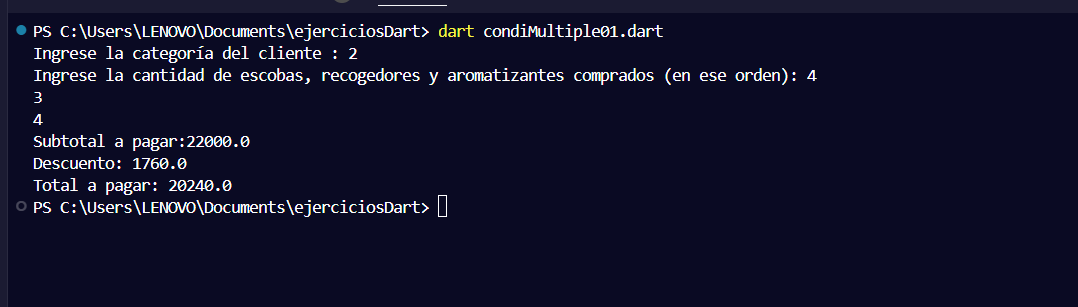 PS C:\Users\LENOVO\Documents\ejerciciosDart> dart condiMultiple01.dart
Ingrese la categoría del cliente : 2
Ingrese la cantidad de escobas, recogedores y aromatizantes comprados (en ese orden): 4
3
4
Subtotal a pagar:22000.0
Descuento: 1760.0
Total a pagar: 20240.0
PS C:\Users\LENOVO\Documents\ejerciciosDart>